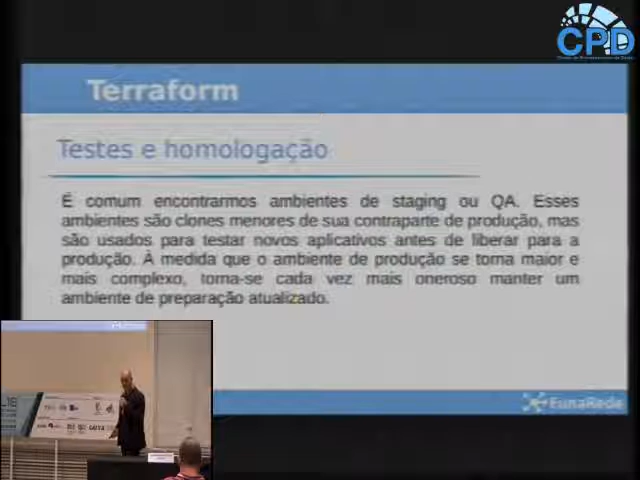 CPD
Terraform
Testes e homologação
É comum encontrarmos ambientes de staging ou QA. Esses
ambientes são clones menores de sua contraparte de produção, mas
são usados para testar novos aplicativos antes de liberar para a
produção. À medida que o ambiente de produção se torna maior e
mais complexo, torna-se cada vez mais oneroso manter um
ambiente de preparação atualizado.
FunaRede